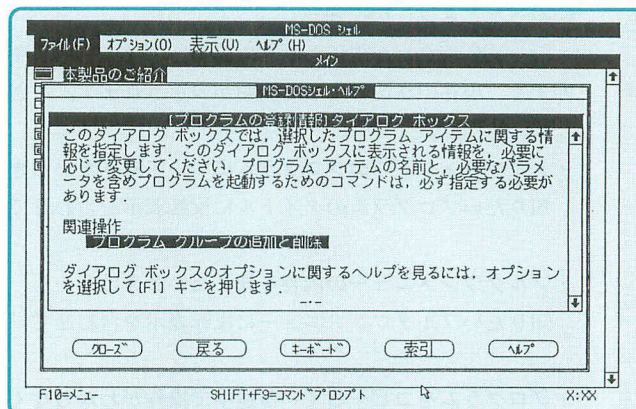 MS-DOS シェル
ファイル(F) オプション(O) 表示(V) ヘルプ(H)
メイン
本製品のご紹介
MS-DOSシェル・ヘルプ
[プログラムの登録情報] ダイアログ ボックス
このダイアログ ボックスでは，選択したプログラム アイテムに関する情
報を指定します．このダイアログ ボックスに表示される情報を，必要に
応じて変更してください．プログラム アイテムの名前と，必要なパラメ
ータを含めプログラムを起動するためのコマンドは，必ず指定する必要が
あります．
関連操作
プログラム グループの追加と削除
ダイアログ ボックスのオプションに関するヘルプを見るには，オプション
を選択して[F1] キーを押します．
-・-
クローズ 戻る キーボード 索引 ヘルプ
F10=メニュー SHIFT+F9=コマンドプロンプト X:XX